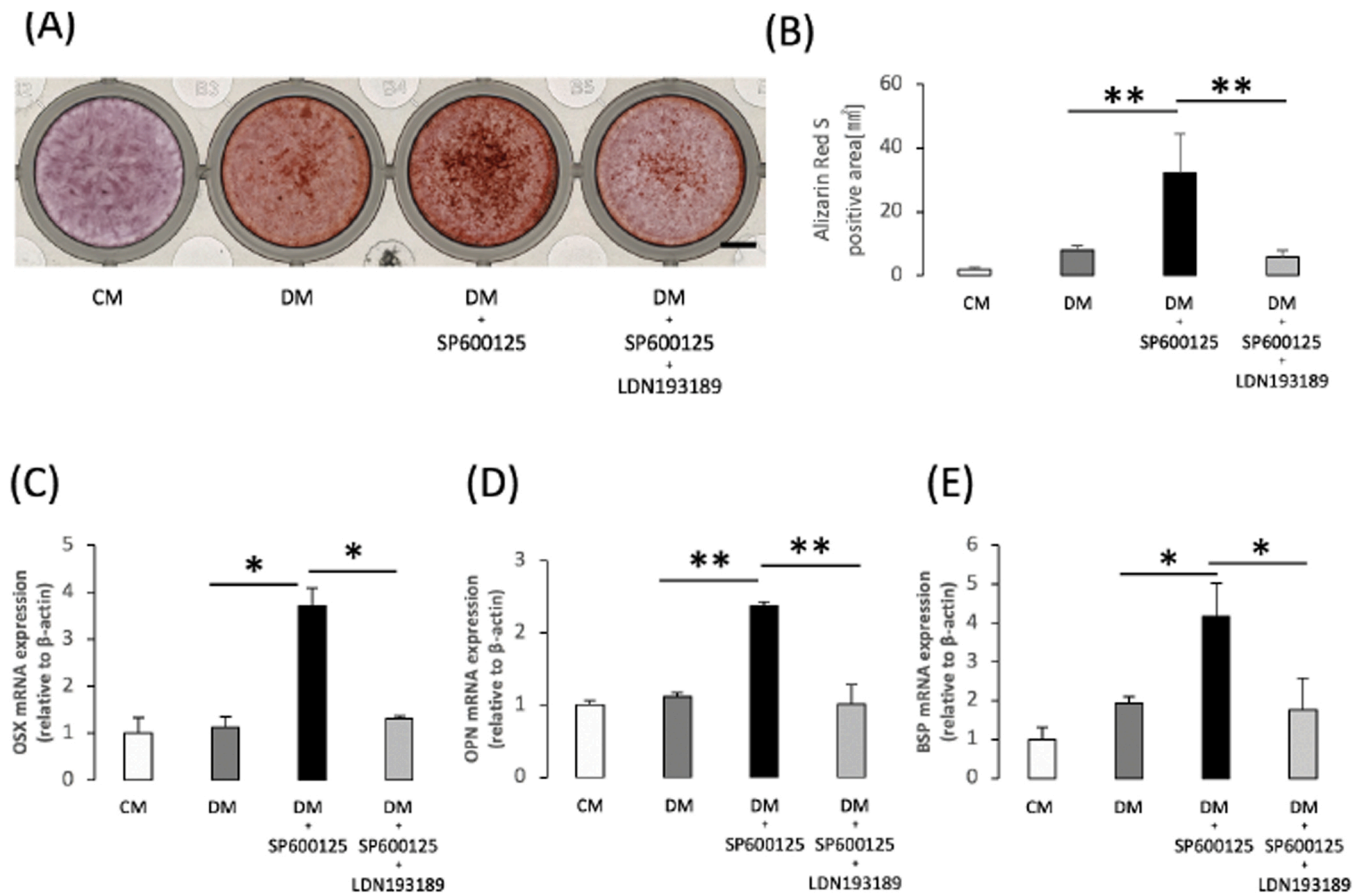 (A)
B3
B4
B5
CM
DM
DM
+
SP600125
DM
+
SP600125
+
LDN193189
(B)
Alizarin Red S
positive area[㎟]
60
40
20
0
**
**
CM
DM
DM
+
SP600125
DM
+
SP600125
+
LDN193189
(C)
OSX mRNA expression
(relative to β-actin)
5
4
3
2
1
0
*
*
CM
DM
DM
+
SP600125
DM
+
SP600125
+
LDN193189
(D)
OPN mRNA expression
(relative to β-actin)
3
2
1
0
**
**
CM
DM
DM
+
SP600125
DM
+
SP600125
+
LDN193189
(E)
BSP mRNA expression
(relative to β-actin)
6
5
4
3
2
1
0
*
*
CM
DM
DM
+
SP600125
DM
+
SP600125
+
LDN193189